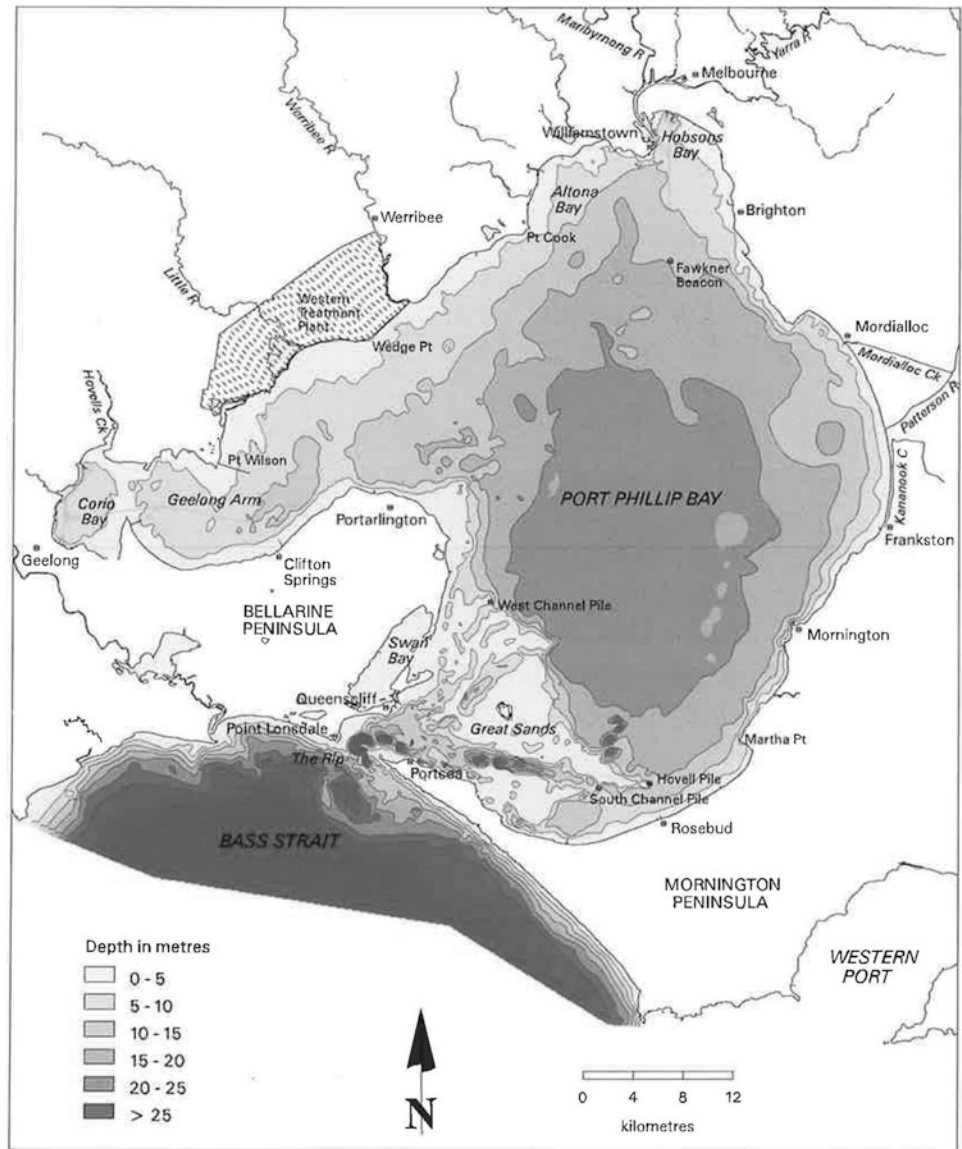 Maribyrnong R
Yarra R
Melbourne
Werribee R
Williamstown
Hobsons
Bay
Altona
Bay
Werribee
Brighton
Pt Cook
Little R
Fawkner
Beacon
Western
Treatment
Plant
Mordialloc
Wedge Pt
Mordialloc Ck
Hovells Ck
Patterson R
Pt Wilson
Kananook C
Corio
Bay
Geelong Arm
PORT PHILLIP BAY
Portarlington
Frankston
Geelong
Clifton
Springs
BELLARINE
PENINSULA
West Channel Pile
Mornington
Swan
Bay
Queenscliff
Point Lonsdale
Great Sands
Martha Pt
The Rip
Portsea
Hovell Pile
South Channel Pile
Rosebud
BASS STRAIT
MORNINGTON
PENINSULA
WESTERN
PORT
Depth in metres
0 - 5
5 - 10
10 - 15
15 - 20
20 - 25
> 25
N
0 4 8 12
kilometres